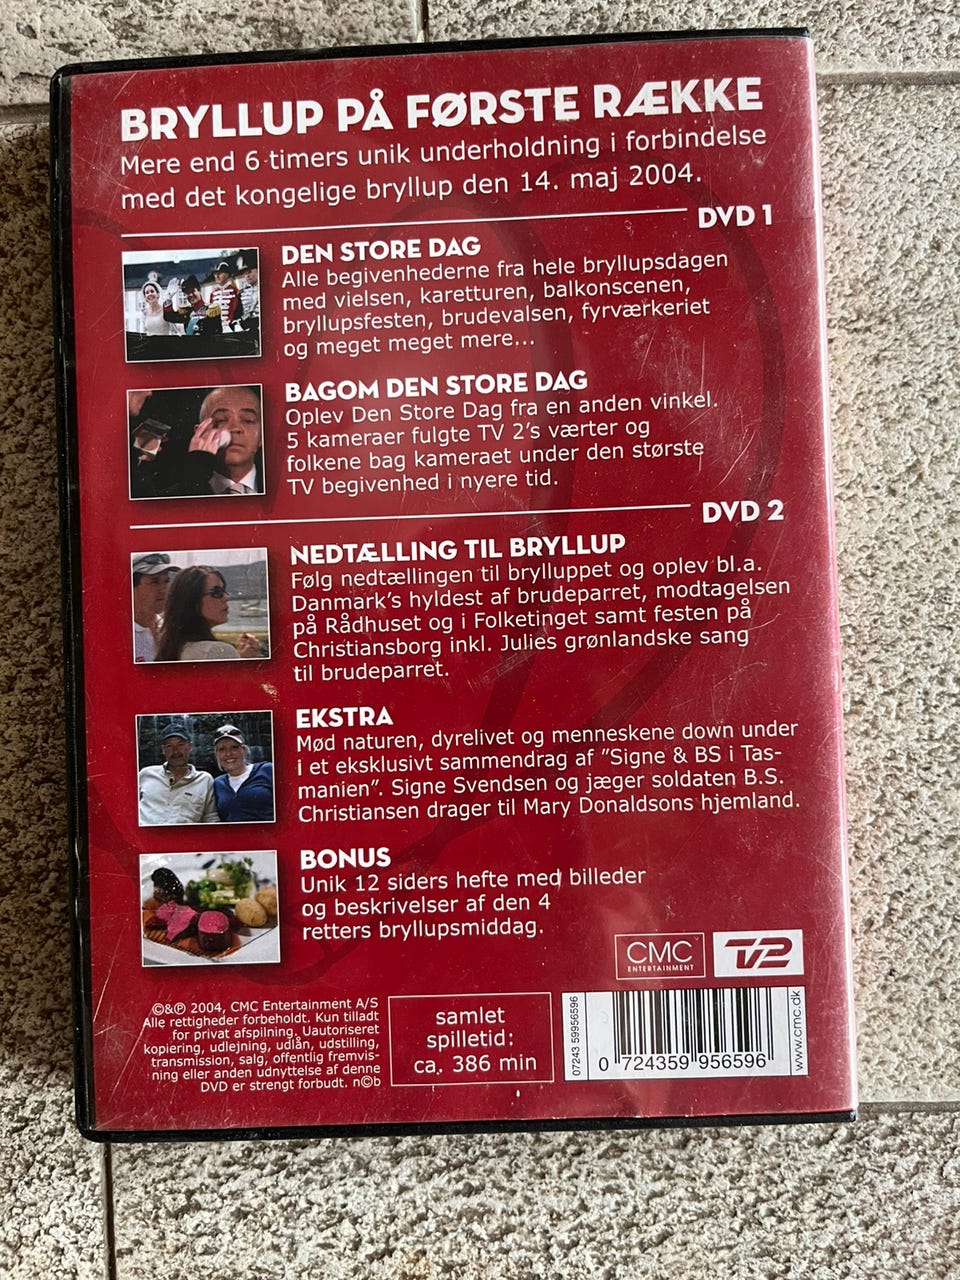 BRYLLUP PÅ FØRSTE RÆKKE
Mere end 6 timers unik underholdning i forbindelse
med det kongelige bryllup den 14. maj 2004.
DVD 1
DEN STORE DAG
Alle begivenhederne fra hele bryllupsdagen
med vielsen, karetturen, balkonscenen,
bryllupsfesten, brudevalsen, fyrværkeriet
og meget meget mere...
BAGOM DEN STORE DAG
Oplev Den Store Dag fra en anden vinkel.
5 kameraer fulgte TV 2's værter og
folkene bag kameraet under den største
TV begivenhed i nyere tid.
DVD 2
NEDTÆLLING TIL BRYLLUP
Følg nedtællingen til brylluppet og oplev bl.a.
Danmark's hyldest af brudeparret, modtagelsen
på Rådhuset og i Folketinget samt festen på
Christiansborg inkl. Julies grønlandske sang
til brudeparret.
EKSTRA
Mød naturen, dyrelivet og menneskene down under
i et eksklusivt sammendrag af "Signe & BS i Tas-
manien". Signe Svendsen og jæger soldaten B.S.
Christiansen drager til Mary Donaldsons hjemland.
BONUS
Unik 12 siders hefte med billeder
og beskrivelser af den 4
retters bryllupsmiddag.
CMC
ENTERTAINMENT
TV2
©&℗ 2004, CMC Entertainment A/S
Alle rettigheder forbeholdt. Kun tilladt
for privat afspilning. Uautoriseret
kopiering, udlejning, udlån, udstilling,
transmission, salg, offentlig fremvis-
ning eller anden udnyttelse af denne
DVD er strengt forbudt. n©b
samlet
spilletid:
ca. 386 min
07243 59956596
0 724359 956596
www.cmc.dk